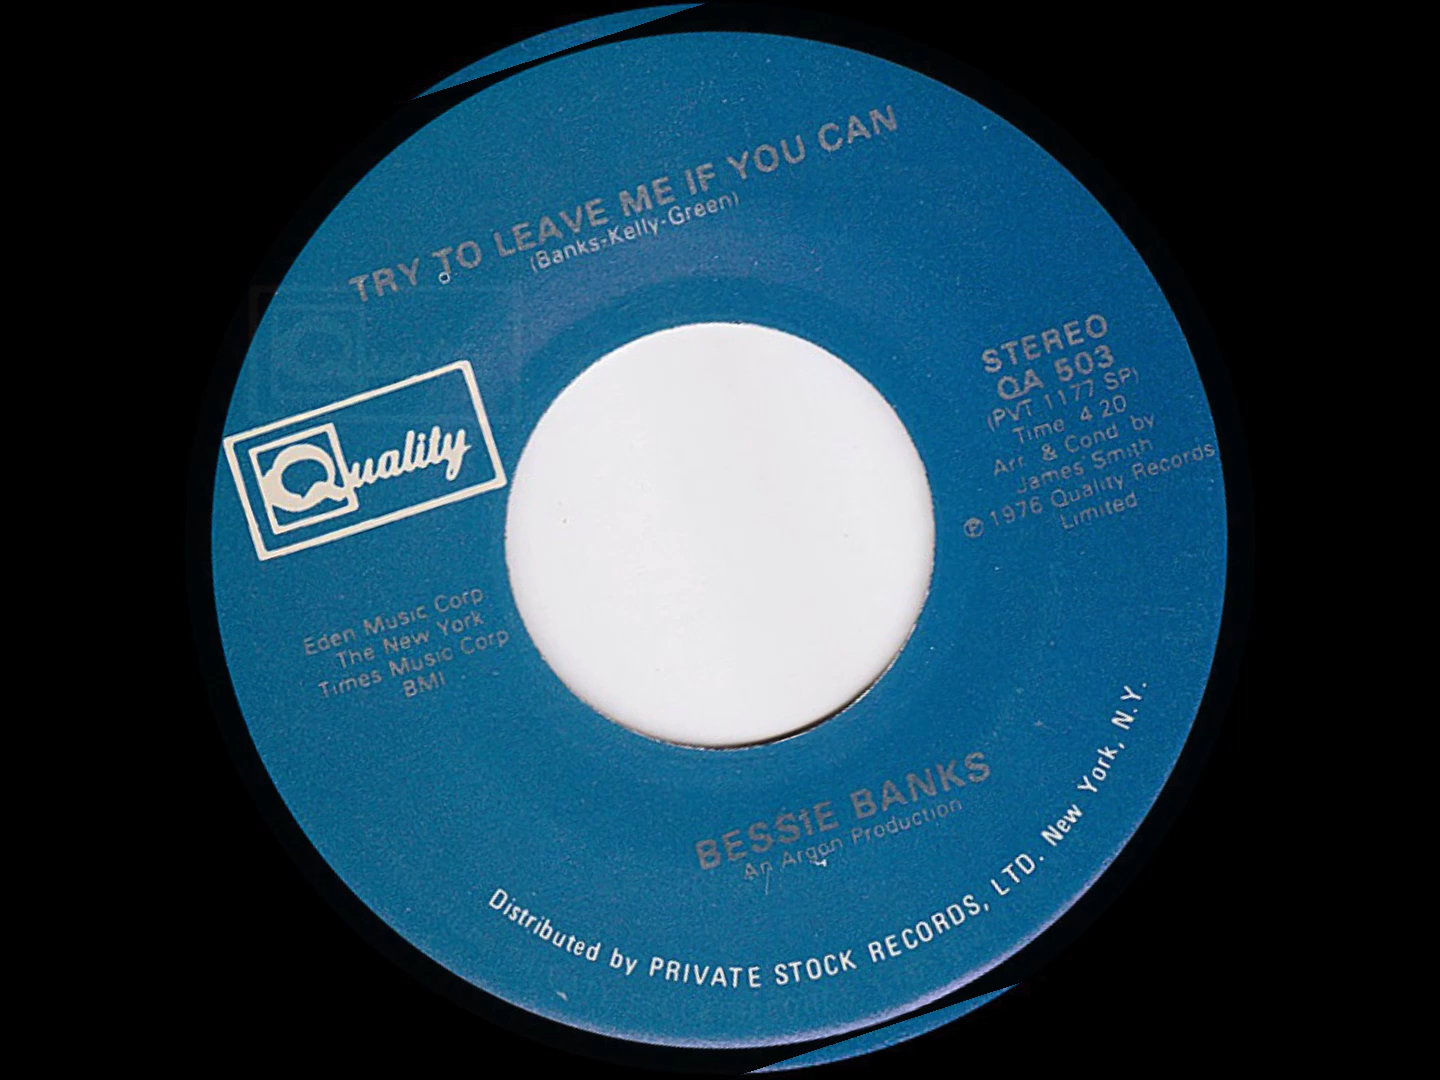 TRY TO LEAVE ME IF YOU CAN
(Banks-Kelly-Green)
Quality
STEREO
QA 503
(PVT 1177 SP)
Time 4 20
Arr & Cond by
James Smith
℗ 1976 Quality Records
Limited
Eden Music Corp
The New York
Times Music Corp
BMI
BESSIE BANKS
An Argon Production
Distributed by PRIVATE STOCK RECORDS, LTD. New York, N.Y.